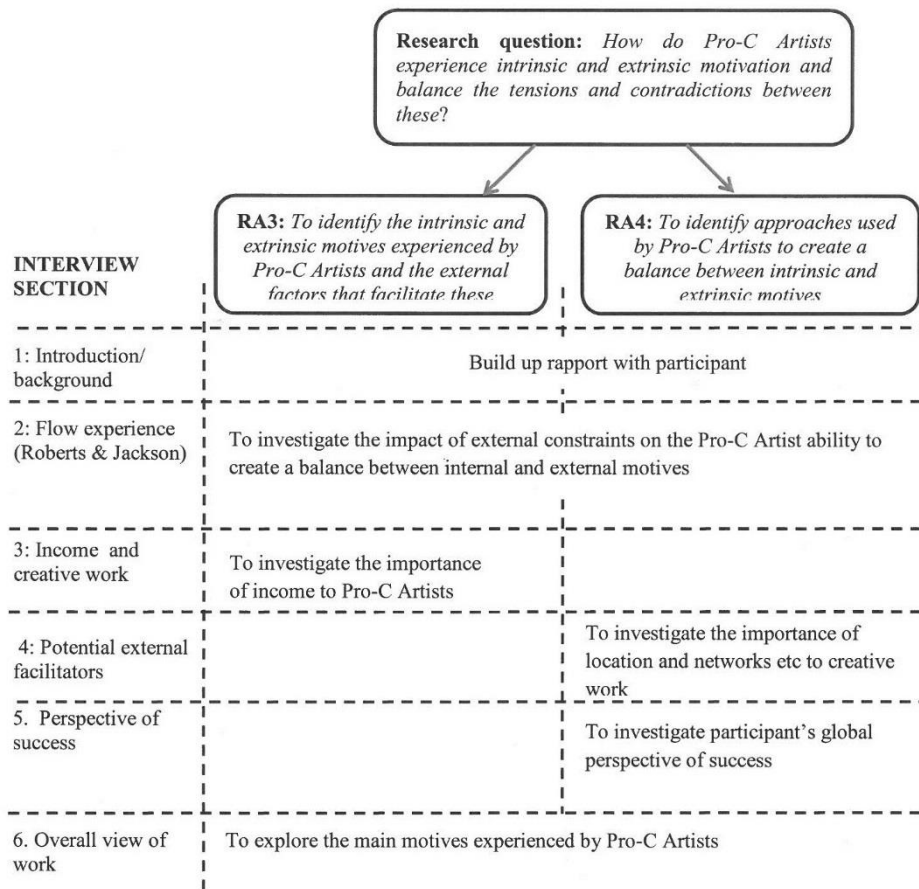 Research question: How do Pro-C Artists
experience intrinsic and extrinsic motivation and
balance the tensions and contradictions between
these?
RA3: To identify the intrinsic and
extrinsic motives experienced by
Pro-C Artists and the external
factors that facilitate these
RA4: To identify approaches used
by Pro-C Artists to create a
balance between intrinsic and
extrinsic motives
INTERVIEW
SECTION
1: Introduction/
background
Build up rapport with participant
2: Flow experience
(Roberts & Jackson)
To investigate the impact of external constraints on the Pro-C Artist ability to
create a balance between internal and external motives
3: Income and
creative work
To investigate the importance
of income to Pro-C Artists
4: Potential external
facilitators
To investigate the importance of
location and networks etc to creative
work
5. Perspective of
success
To investigate participant's global
perspective of success
6. Overall view of
work
To explore the main motives experienced by Pro-C Artists